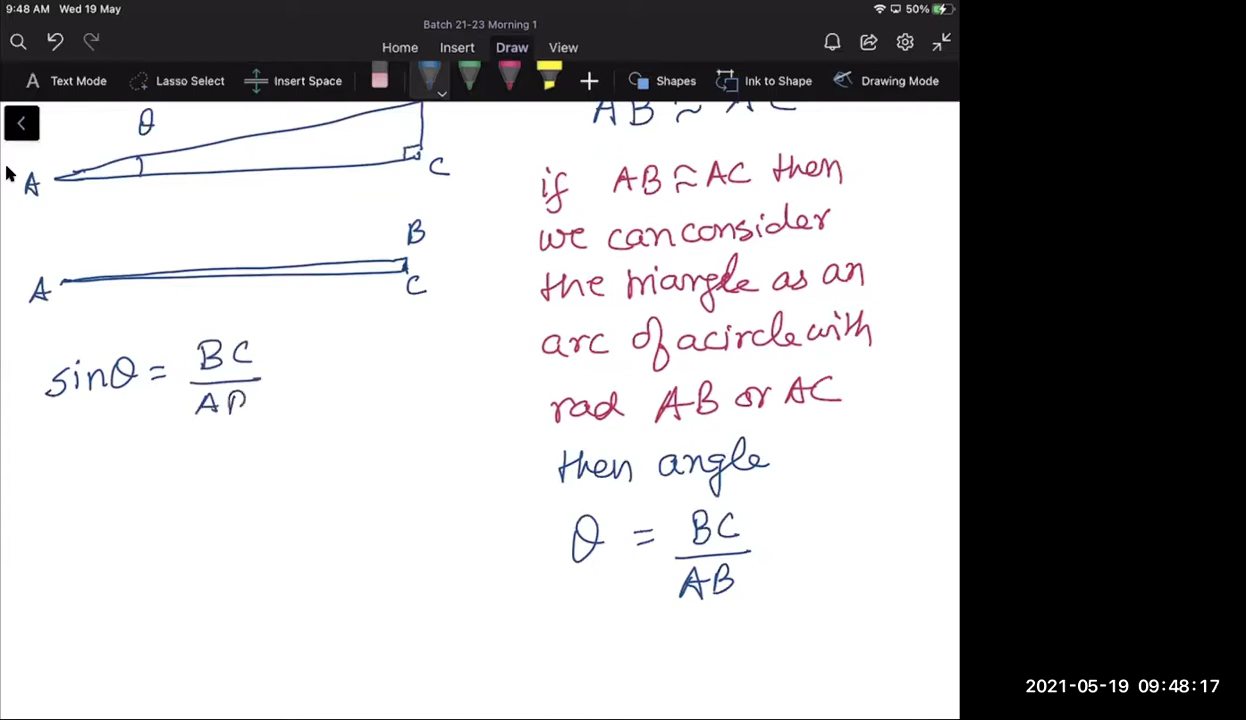 9:48 AM Wed 19 May
50%
Batch 21-23 Morning 1
Home Insert Draw View
Text Mode Lasso Select Insert Space Shapes Ink to Shape Drawing Mode
θ
A
C
B
A
C
sinθ = BC
AP
AB ≈ AC
if AB ≈ AC then
we can consider
the triangle as an
arc of a circle with
rad AB or AC
then angle
θ = BC
AB
2021-05-19 09:48:17